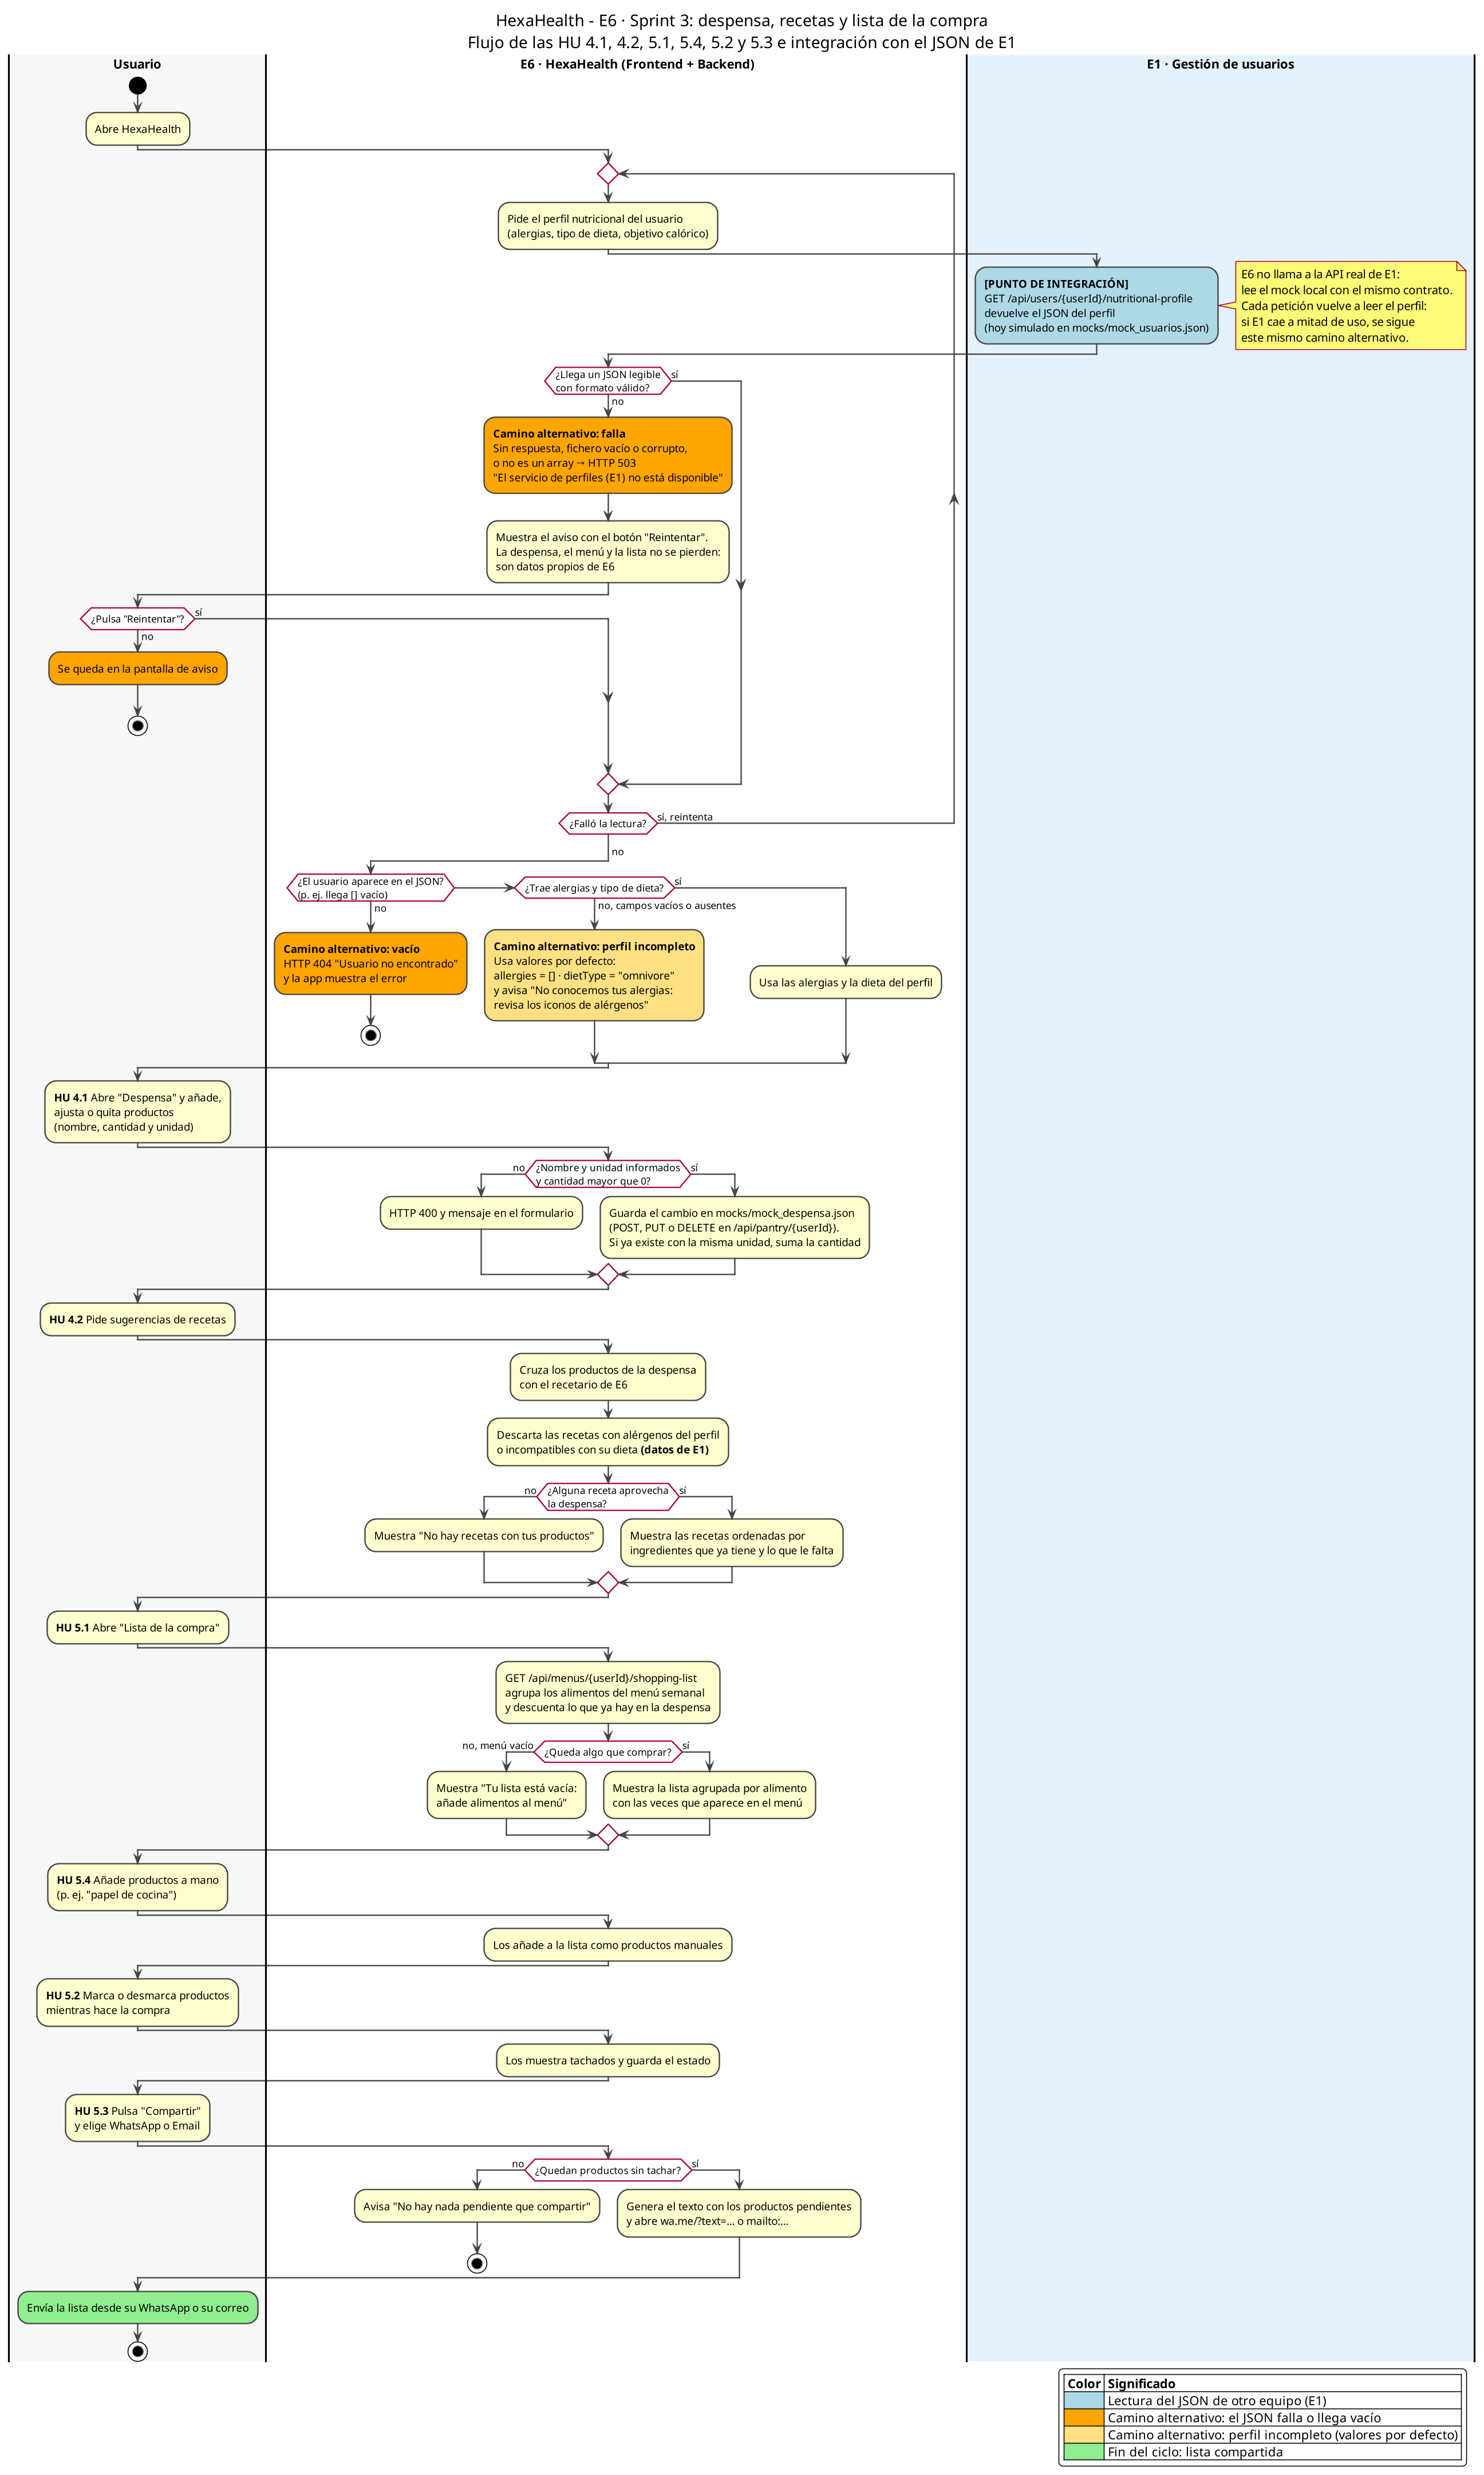 HexaHealth - E6 · Sprint 3: despensa, recetas y lista de la compra
Flujo de las HU 4.1, 4.2, 5.1, 5.4, 5.2 y 5.3 e integración con el JSON de E1
Usuario
E6 · HexaHealth (Frontend + Backend)
E1 · Gestión de usuarios
Abre HexaHealth
Pide el perfil nutricional del usuario
(alergias, tipo de dieta, objetivo calórico)
[PUNTO DE INTEGRACIÓN]
GET /api/users/{userId}/nutritional-profile
devuelve el JSON del perfil
(hoy simulado en mocks/mock_usuarios.json)
E6 no llama a la API real de E1:
lee el mock local con el mismo contrato.
Cada petición vuelve a leer el perfil:
si E1 cae a mitad de uso, se sigue
este mismo camino alternativo.
¿Llega un JSON legible
con formato válido?
sí
no
Camino alternativo: falla
Sin respuesta, fichero vacío o corrupto,
o no es un array → HTTP 503
"El servicio de perfiles (E1) no está disponible"
Muestra el aviso con el botón "Reintentar".
La despensa, el menú y la lista no se pierden:
son datos propios de E6
¿Pulsa "Reintentar"?
sí
no
Se queda en la pantalla de aviso
¿Falló la lectura?
sí, reintenta
no
¿El usuario aparece en el JSON?
(p. ej. llega [] vacío)
no
¿Trae alergias y tipo de dieta?
sí
no, campos vacíos o ausentes
Camino alternativo: vacío
HTTP 404 "Usuario no encontrado"
y la app muestra el error
Camino alternativo: perfil incompleto
Usa valores por defecto:
allergies = [] · dietType = "omnivore"
y avisa "No conocemos tus alergias:
revisa los iconos de alérgenos"
Usa las alergias y la dieta del perfil
HU 4.1 Abre "Despensa" y añade,
ajusta o quita productos
(nombre, cantidad y unidad)
no
¿Nombre y unidad informados
y cantidad mayor que 0?
sí
HTTP 400 y mensaje en el formulario
Guarda el cambio en mocks/mock_despensa.json
(POST, PUT o DELETE en /api/pantry/{userId}).
Si ya existe con la misma unidad, suma la cantidad
HU 4.2 Pide sugerencias de recetas
Cruza los productos de la despensa
con el recetario de E6
Descarta las recetas con alérgenos del perfil
o incompatibles con su dieta (datos de E1)
no
¿Alguna receta aprovecha
la despensa?
sí
Muestra "No hay recetas con tus productos"
Muestra las recetas ordenadas por
ingredientes que ya tiene y lo que le falta
HU 5.1 Abre "Lista de la compra"
GET /api/menus/{userId}/shopping-list
agrupa los alimentos del menú semanal
y descuenta lo que ya hay en la despensa
no, menú vacío
¿Queda algo que comprar?
sí
Muestra "Tu lista está vacía:
añade alimentos al menú"
Muestra la lista agrupada por alimento
con las veces que aparece en el menú
HU 5.4 Añade productos a mano
(p. ej. "papel de cocina")
Los añade a la lista como productos manuales
HU 5.2 Marca o desmarca productos
mientras hace la compra
Los muestra tachados y guarda el estado
HU 5.3 Pulsa "Compartir"
y elige WhatsApp o Email
no
¿Quedan productos sin tachar?
sí
Avisa "No hay nada pendiente que compartir"
Genera el texto con los productos pendientes
y abre wa.me/?text=... o mailto:...
Envía la lista desde su WhatsApp o su correo
Color Significado
Lectura del JSON de otro equipo (E1)
Camino alternativo: el JSON falla o llega vacío
Camino alternativo: perfil incompleto (valores por defecto)
Fin del ciclo: lista compartida